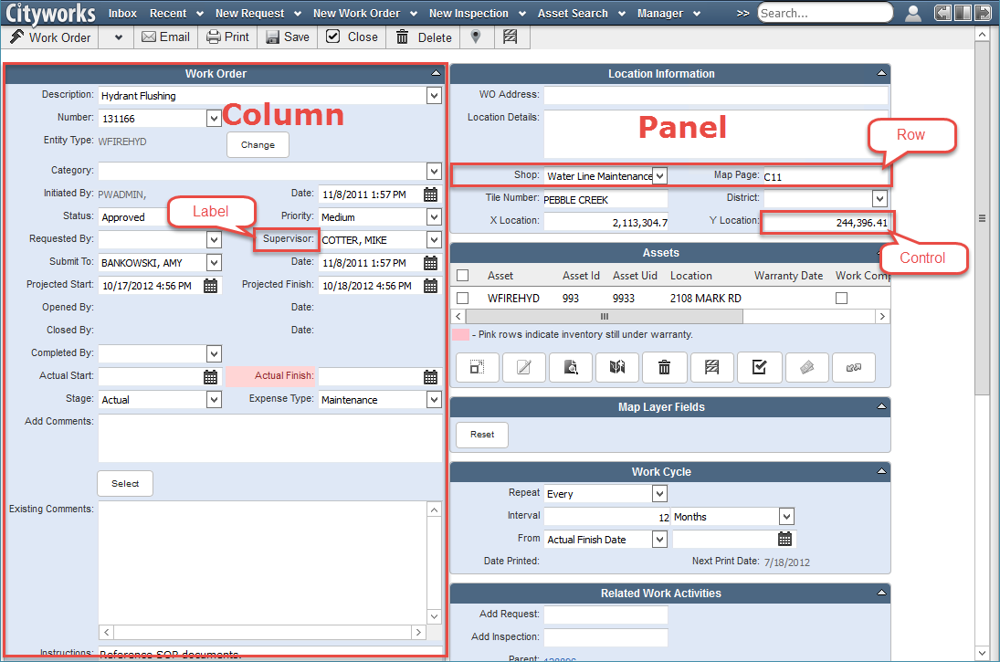 Cityworks Inbox Recent New Request New Work Order New Inspection Asset Search Manager >> Search...
Work Order Email Print Save Close Delete
Work Order
Description: Hydrant Flushing
Number: 131166
Column
Entity Type: WFIREHYD Change
Category:
Initiated By: PWADMIN, Date: 11/8/2011 1:57 PM
Status: Approved Priority: Medium
Label
Requested By: Supervisor: COTTER, MIKE
Submit To: BANKOWSKI, AMY Date: 11/8/2011 1:57 PM
Projected Start: 10/17/2012 4:56 PM Projected Finish: 10/18/2012 4:56 PM
Opened By: Date:
Closed By: Date:
Completed By:
Actual Start: Actual Finish:
Stage: Actual Expense Type: Maintenance
Add Comments:
Select
Existing Comments:
Instructions: Reference SOP documents.
Location Information
WO Address:
Location Details:
Panel
Row
Shop: Water Line Maintenance Map Page: C11
Tile Number: PEBBLE CREEK District:
X Location: 2,113,304.7 Y Location: 244,396.41
Control
Assets
Asset Asset Id Asset Uid Location Warranty Date Work Com
WFIREHYD 993 9933 2108 MARK RD
- Pink rows indicate inventory still under warranty.
Map Layer Fields
Reset
Work Cycle
Repeat Every
Interval 12 Months
From Actual Finish Date
Date Printed: Next Print Date: 7/18/2012
Related Work Activities
Add Request:
Add Inspection:
Parent: